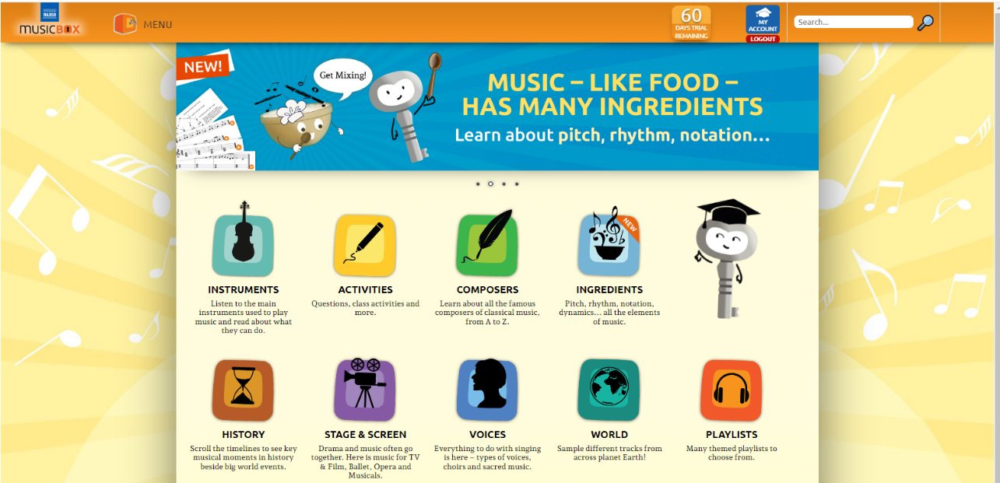 NAXOS
MUSICBOX
MENU
60
DAYS TRIAL
REMAINING
MY
ACCOUNT
LOGOUT
Search...
NEW!
Get Mixing!
MUSIC – LIKE FOOD –
HAS MANY INGREDIENTS
Learn about pitch, rhythm, notation...
NEW
INSTRUMENTS
Listen to the main
instruments used to play
music and read about what
they can do.
ACTIVITIES
Questions, class activities and
more.
COMPOSERS
Learn about all the famous
composers of classical music,
from A to Z.
INGREDIENTS
Pitch, rhythm, notation,
dynamics... all the elements
of music.
HISTORY
Scroll the timelines to see key
musical moments in history
beside big world events.
STAGE & SCREEN
Drama and music often go
together. Here is music for TV
& Film, Ballet, Opera and
Musicals.
VOICES
Everything to do with singing
is here – types of voices,
choirs and sacred music.
WORLD
Sample different tracks from
across planet Earth!
PLAYLISTS
Many themed playlists to
choose from.